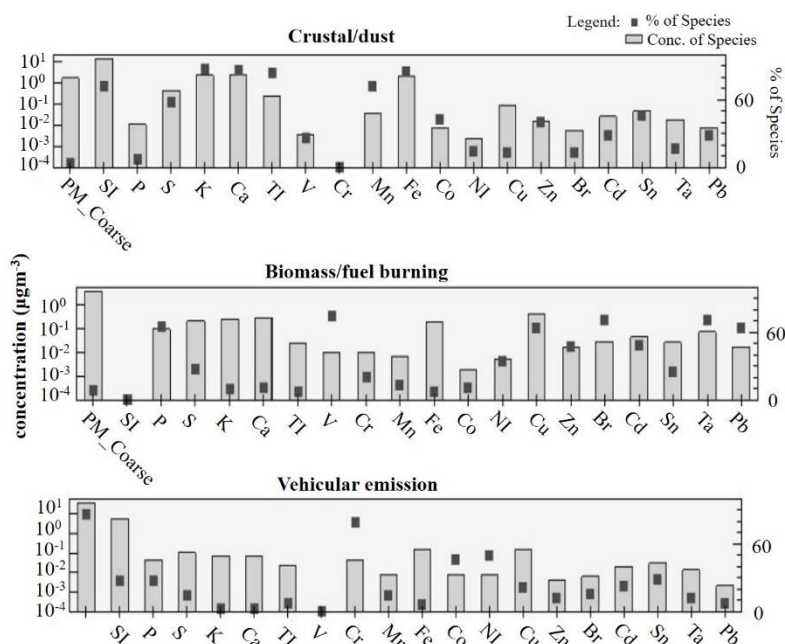 Legend: % of Species
Conc. of Species
Crustal/dust
10¹
10⁰
10⁻¹
10⁻²
10⁻³
10⁻⁴
60
0
% of Species
PM_Coarse SI P S K Ca TI V Cr Mn Fe Co NI Cu Zn Br Cd Sn Ta Pb
Biomass/fuel burning
concentration (µgm⁻³)
10⁰
10⁻¹
10⁻²
10⁻³
10⁻⁴
60
0
PM_Coarse SI P S K Ca TI V Cr Mn Fe Co NI Cu Zn Br Cd Sn Ta Pb
Vehicular emission
10¹
10⁰
10⁻¹
10⁻²
10⁻³
10⁻⁴
60
0
SI P S K Ca TI V Cr Mn Fe Co NI Cu Zn Br Cd Sn Ta Pb